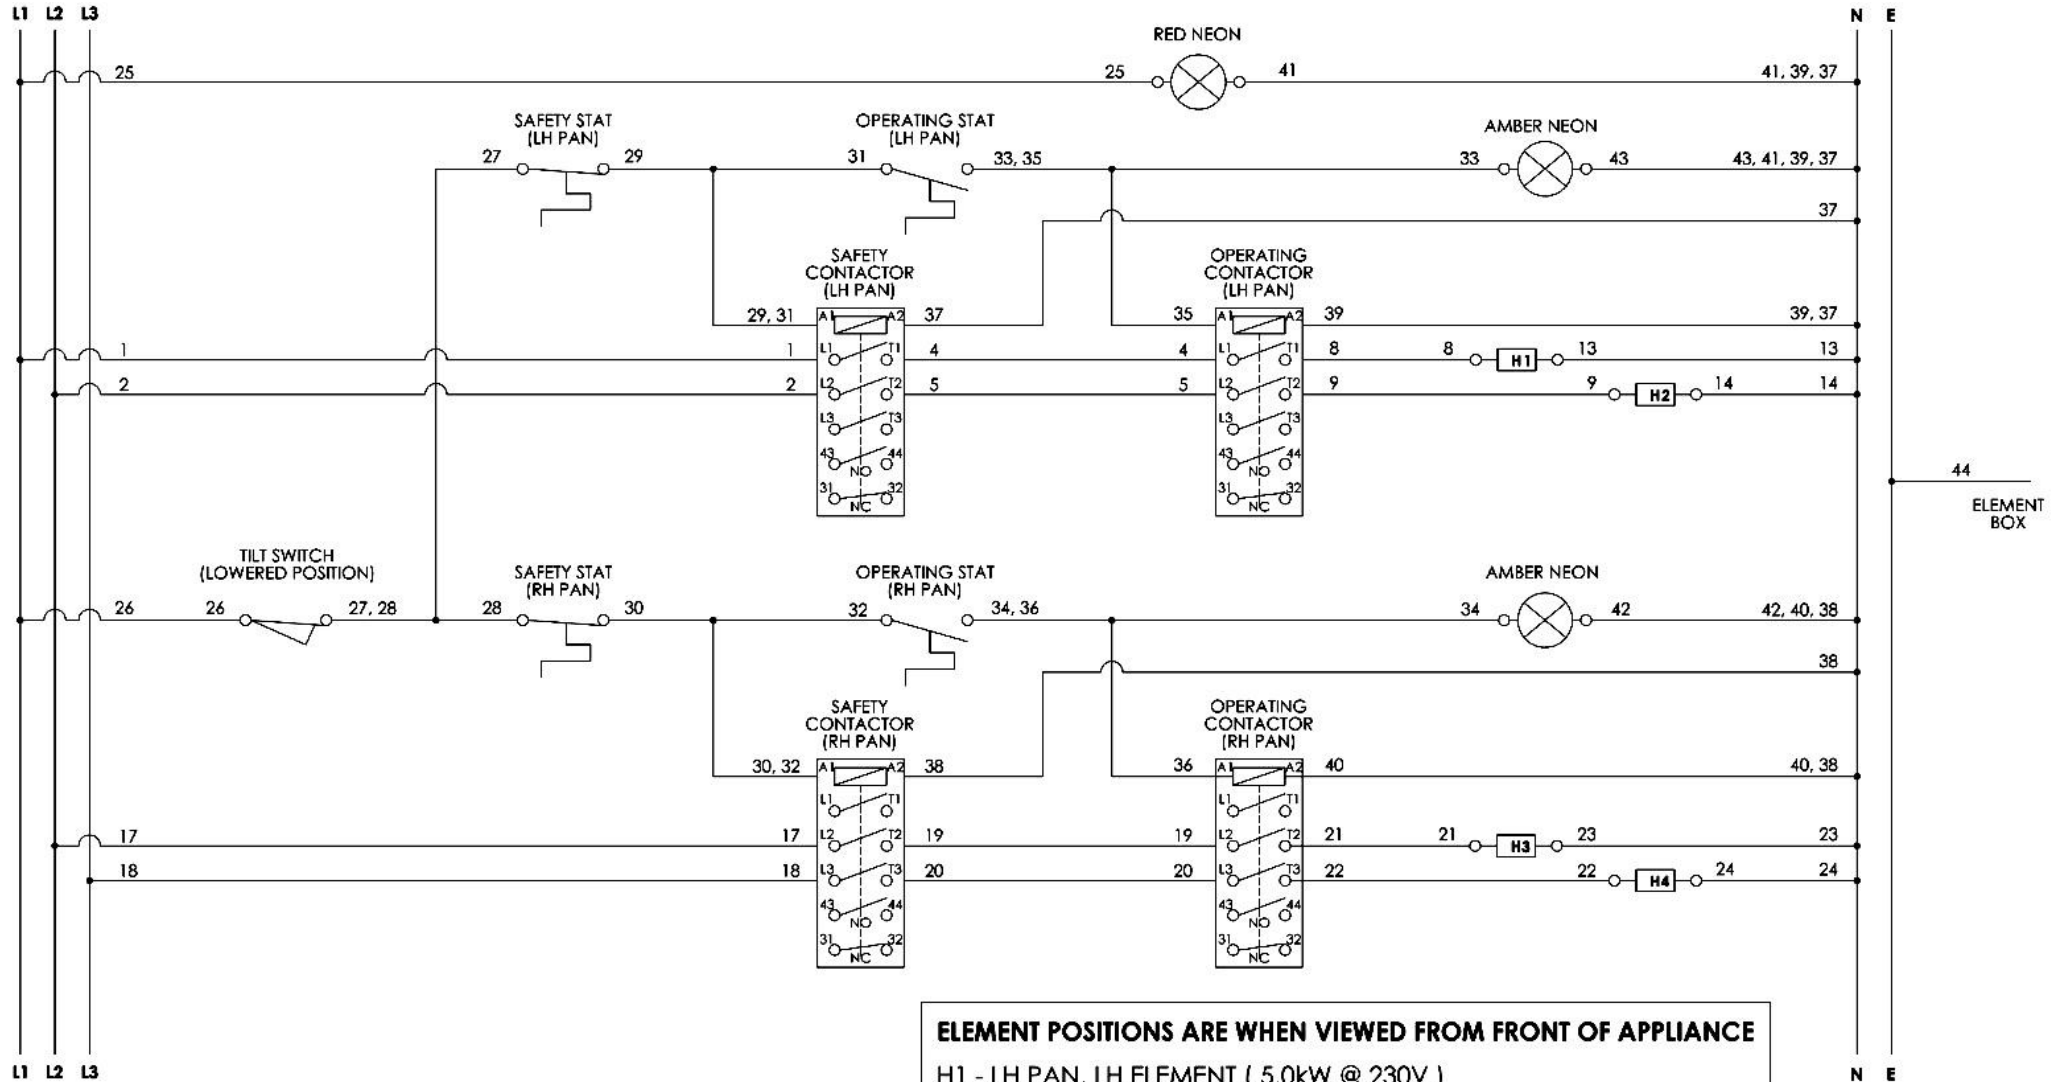 L1 L2 L3 N E
RED NEON
25 25 41 41, 39, 37
SAFETY STAT
(LH PAN)
OPERATING STAT
(LH PAN)
AMBER NEON
27 29 31 33, 35 33 43 43, 41, 39, 37
37
SAFETY
CONTACTOR
(LH PAN)
OPERATING
CONTACTOR
(LH PAN)
29, 31 A1 A2 37 35 A1 A2 39 39, 37
1 1 L1 T1 4 4 L1 T1 8 8 H1 13 13
2 2 L2 T2 5 5 L2 T2 9 9 H2 14 14
L3 T3 L3 T3
43 44 43 44
NO NO
44
31 32 31 32
NC NC
ELEMENT
BOX
TILT SWITCH
(LOWERED POSITION)
SAFETY STAT
(RH PAN)
OPERATING STAT
(RH PAN)
AMBER NEON
26 26 27, 28 28 30 32 34, 36 34 42 42, 40, 38
38
SAFETY
CONTACTOR
(RH PAN)
OPERATING
CONTACTOR
(RH PAN)
30, 32 A1 A2 38 36 A1 A2 40 40, 38
L1 T1 L1 T1
17 17 L2 T2 19 19 L2 T2 21 21 H3 23 23
18 18 L3 T3 20 20 L3 T3 22 22 H4 24 24
43 44 43 44
NO NO
31 32 31 32
NC NC
ELEMENT POSITIONS ARE WHEN VIEWED FROM FRONT OF APPLIANCE
H1 - LH PAN, LH ELEMENT ( 5.0kW @ 230V )
L1 L2 L3 N E